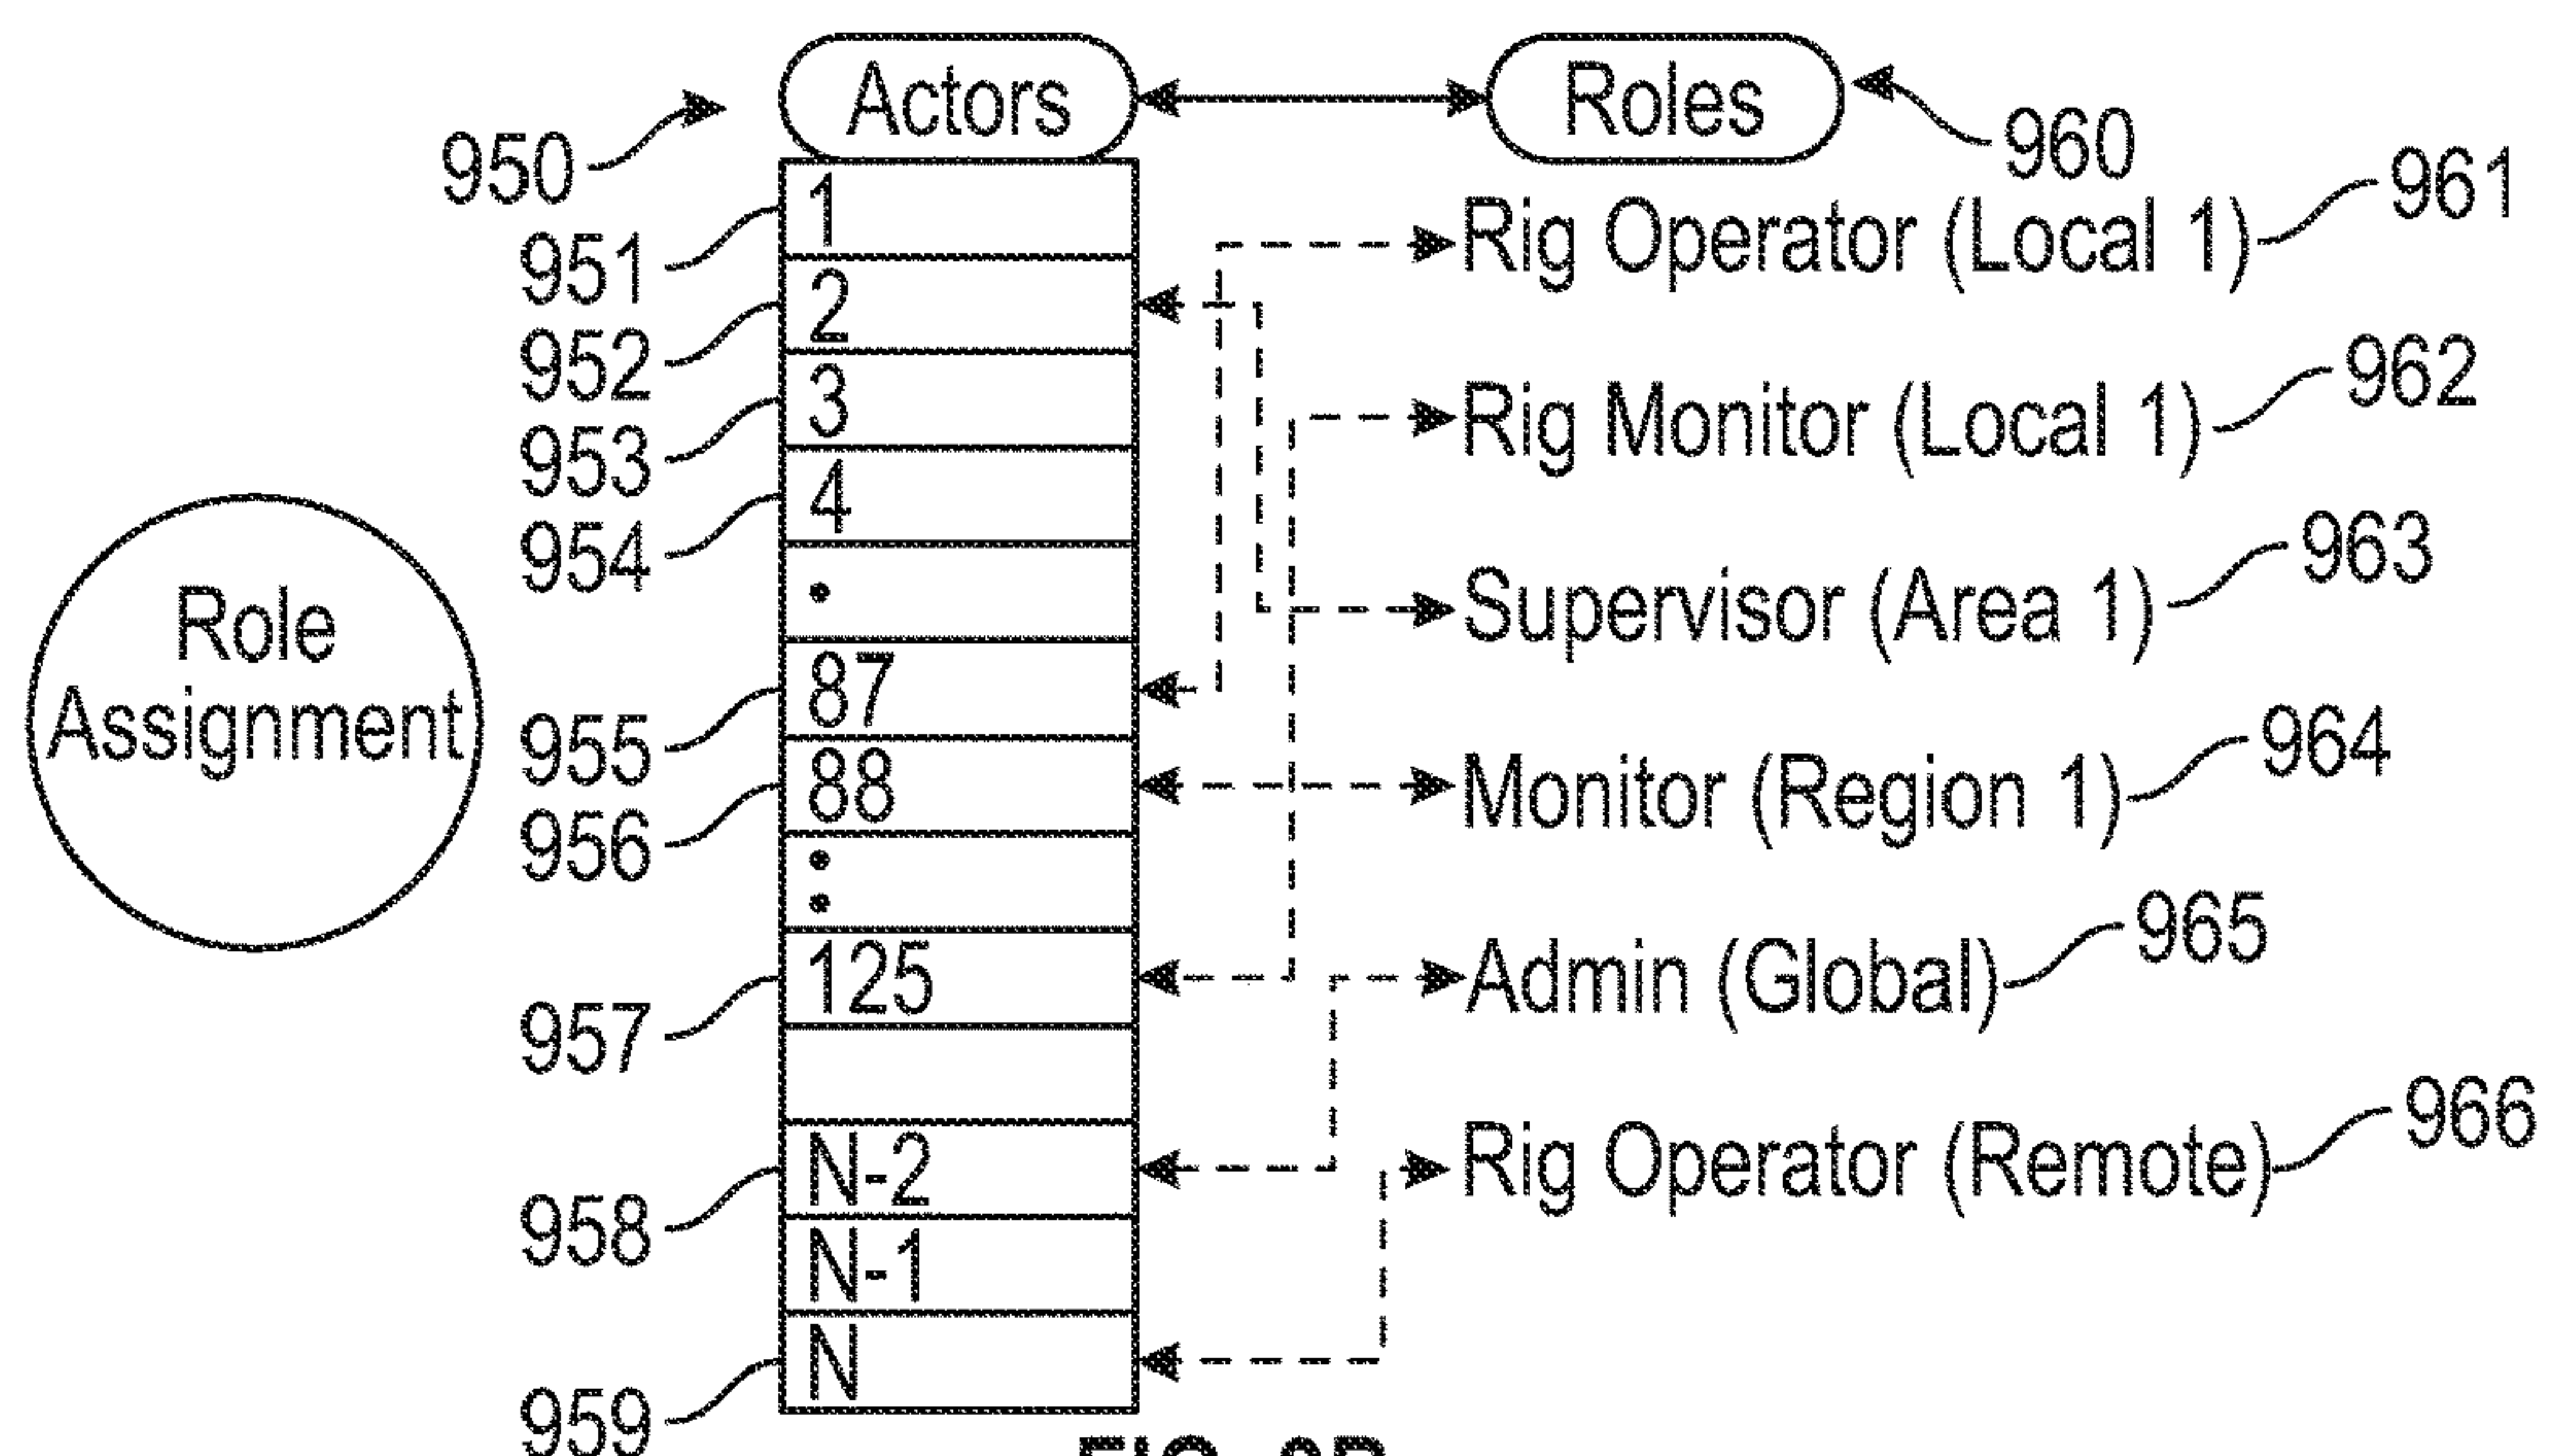 Actors
Roles
950
960
1
951
Rig Operator (Local 1)
961
2
952
3
953
Rig Monitor (Local 1)
962
4
954
Role
Assignment
•
Supervisor (Area 1)
963
87
955
88
956
Monitor (Region 1)
964
•
•
125
957
Admin (Global)
965
N-2
958
Rig Operator (Remote)
966
N-1
N
959